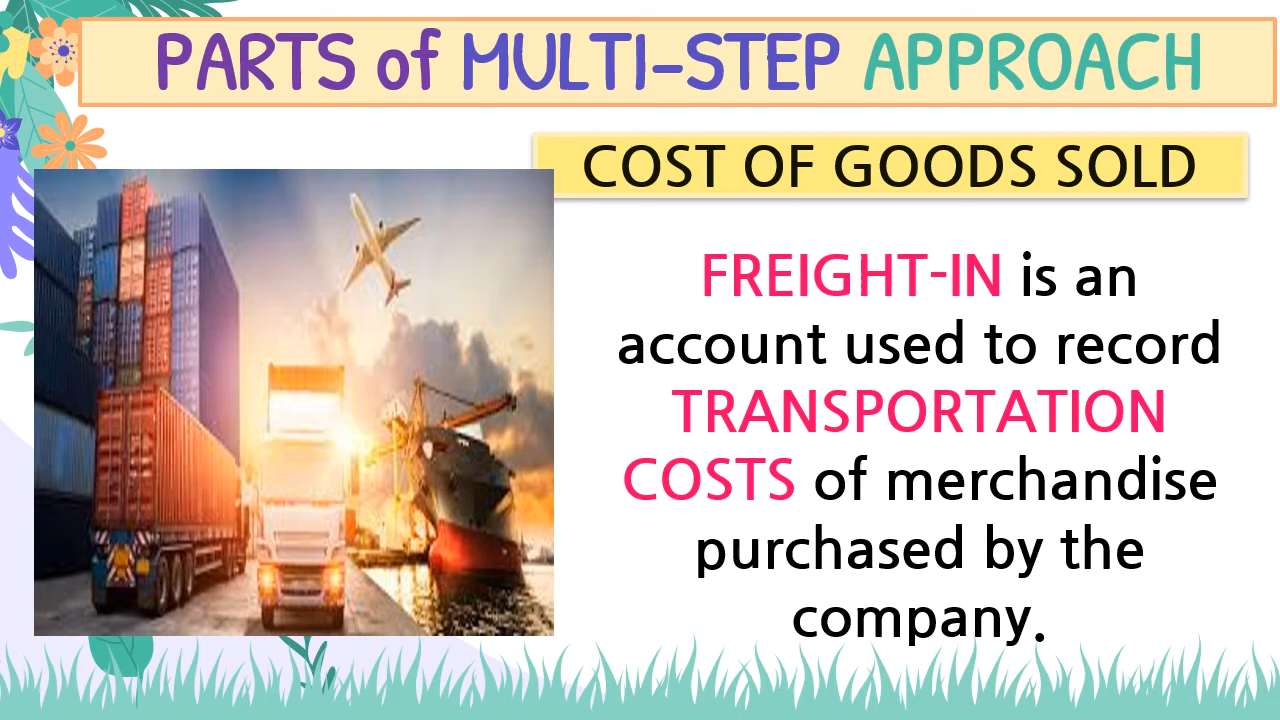 PARTS of MULTI-STEP APPROACH
COST OF GOODS SOLD
FREIGHT-IN is an
account used to record
TRANSPORTATION
COSTS of merchandise
purchased by the
company.